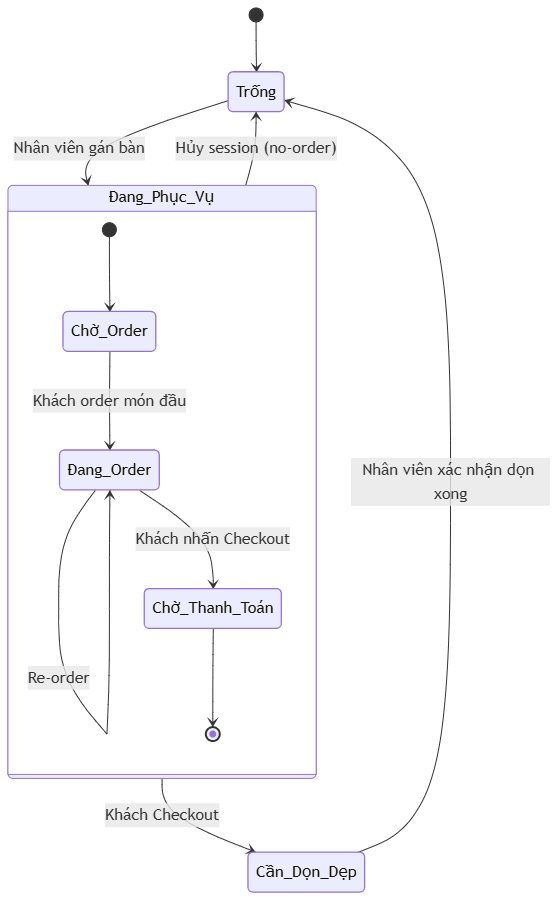 Trống
Nhân viên gán bàn
Hủy session (no-order)
Đang_Phục_Vụ
Chờ_Order
Khách order món đầu
Đang_Order
Nhân viên xác nhận dọn
xong
Khách nhấn Checkout
Chờ_Thanh_Toán
Re-order
Khách Checkout
Cần_Dọn_Dẹp